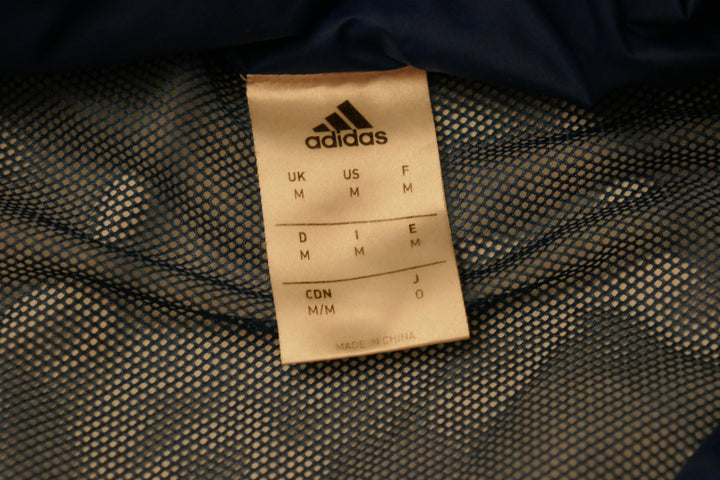 adidas
UK US F
M M M
D I E
M M M
CDN J
M/M O
MADE IN CHINA